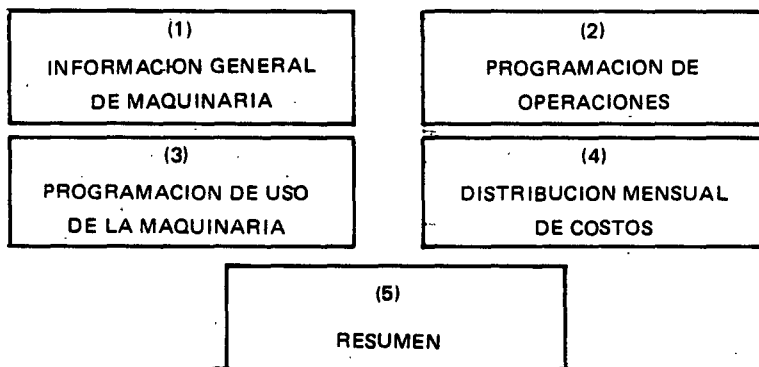 (1)
INFORMACION GENERAL
DE MAQUINARIA
(2)
PROGRAMACION DE
OPERACIONES
(3)
PROGRAMACION DE USO
DE LA MAQUINARIA
(4)
DISTRIBUCION MENSUAL
DE COSTOS
(5)
RESUMEN